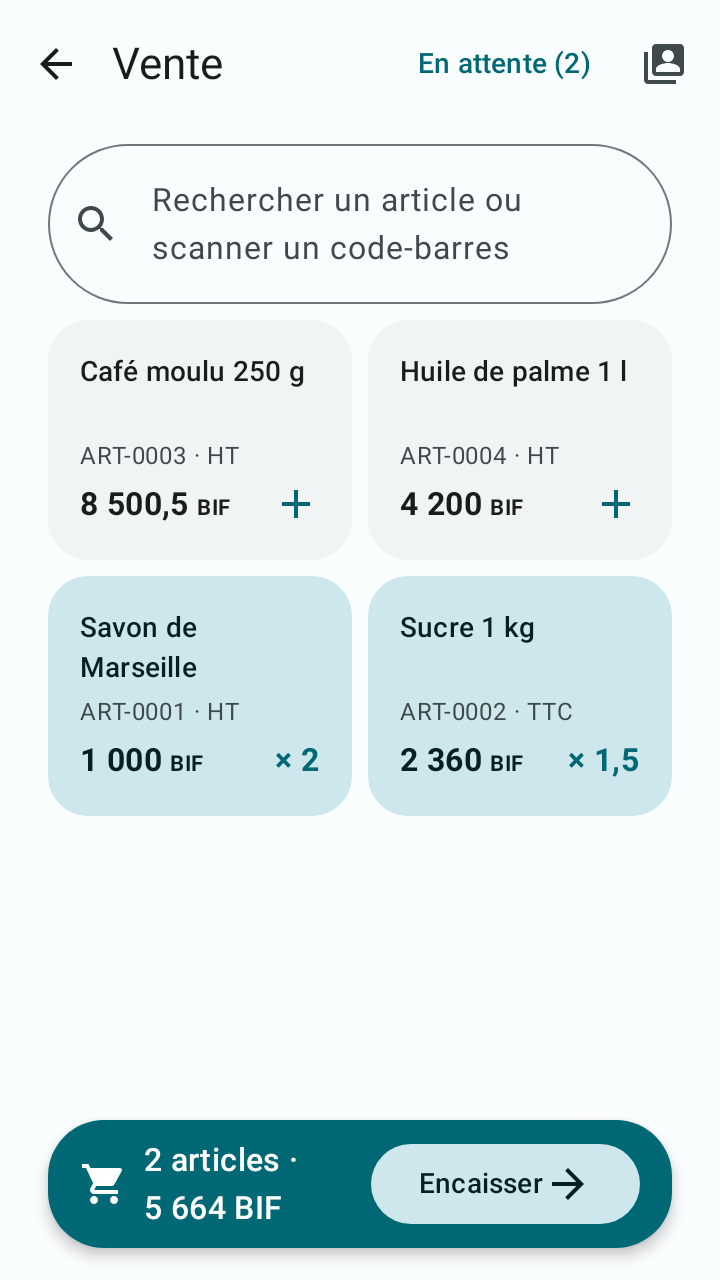 Vente
En attente (2)
Rechercher un article ou
scanner un code-barres
Café moulu 250 g
ART-0003 · HT
8 500,5 BIF
Huile de palme 1 l
ART-0004 · HT
4 200 BIF
Savon de
Marseille
ART-0001 · HT
1 000 BIF × 2
Sucre 1 kg
ART-0002 · TTC
2 360 BIF × 1,5
2 articles ·
5 664 BIF
Encaisser